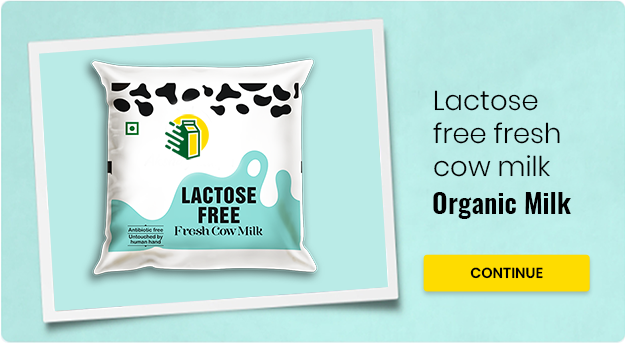 LACTOSE
FREE
Fresh Cow Milk
Antibiotic free
Untouched by
human hand
Lactose
free fresh
cow milk
Organic Milk
CONTINUE